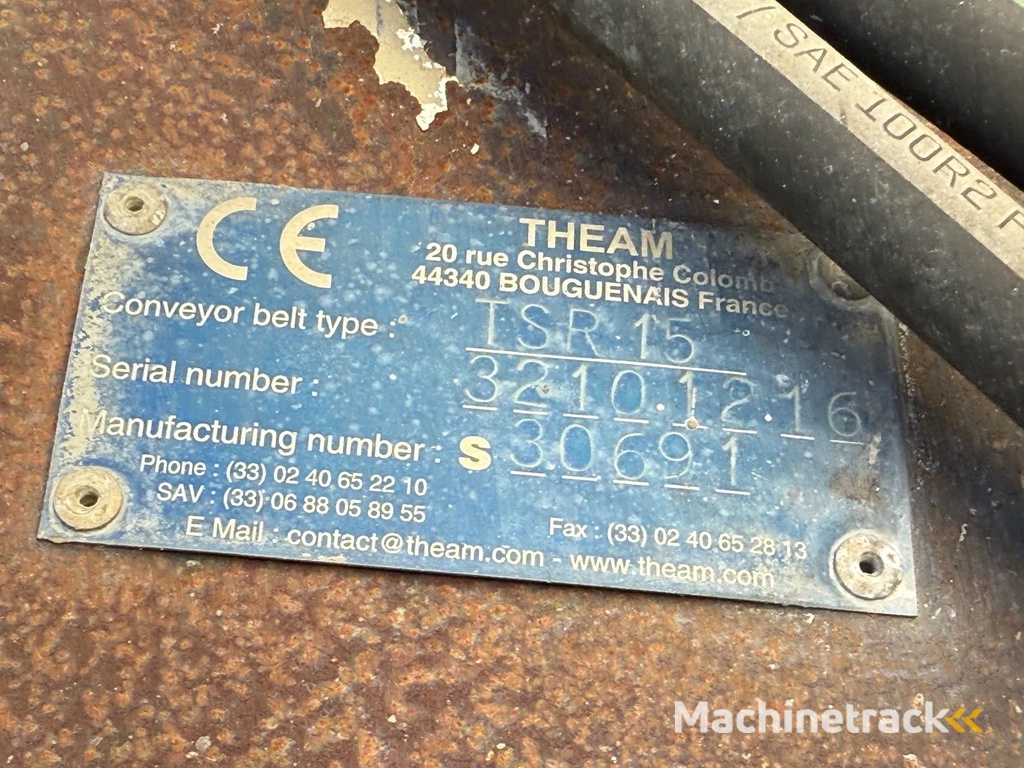 / SAE 100R2
CE
THEAM
20 rue Christophe Colomb
44340 BOUGUENAIS France
Conveyor belt type : TSR 15
Serial number : 3210.12.16
Manufacturing number : S 30691
Phone : (33) 02 40 65 22 10
SAV : (33) 06 88 05 89 55
Fax : (33) 02 40 65 28 13
E Mail : contact@theam.com - www.theam.com
Machinetrack